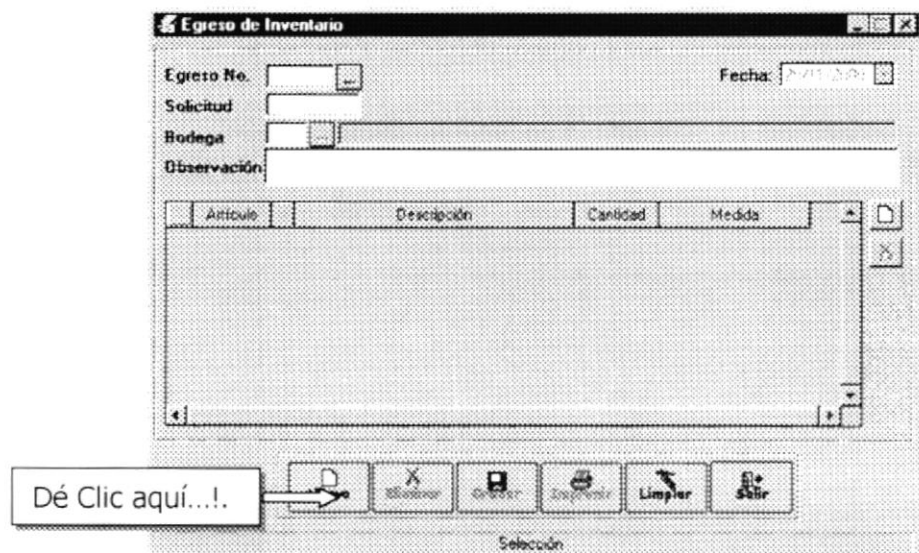 Egreso de Inventario
Egreso No.
Fecha:
Solicitud
Bodega
Observación
Artículo Descripción Cantidad Medida
Eliminar Grabar Imprimir Limpiar Salir
Dé Clic aquí...!.
Selección